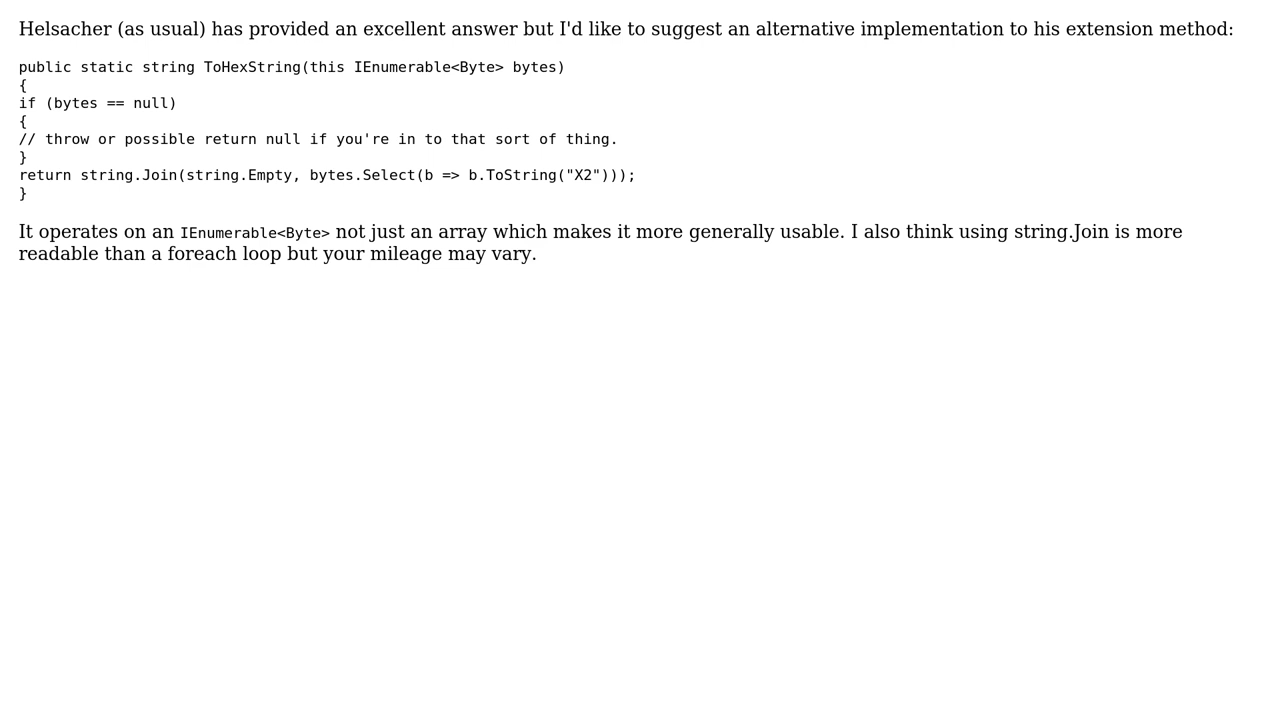 Helsacher (as usual) has provided an excellent answer but I'd like to suggest an alternative implementation to his extension method:
public static string ToHexString(this IEnumerable<Byte> bytes)
{
if (bytes == null)
{
// throw or possible return null if you're in to that sort of thing.
}
return string.Join(string.Empty, bytes.Select(b => b.ToString("X2")));
}
It operates on an IEnumerable<Byte> not just an array which makes it more generally usable. I also think using string.Join is more
readable than a foreach loop but your mileage may vary.